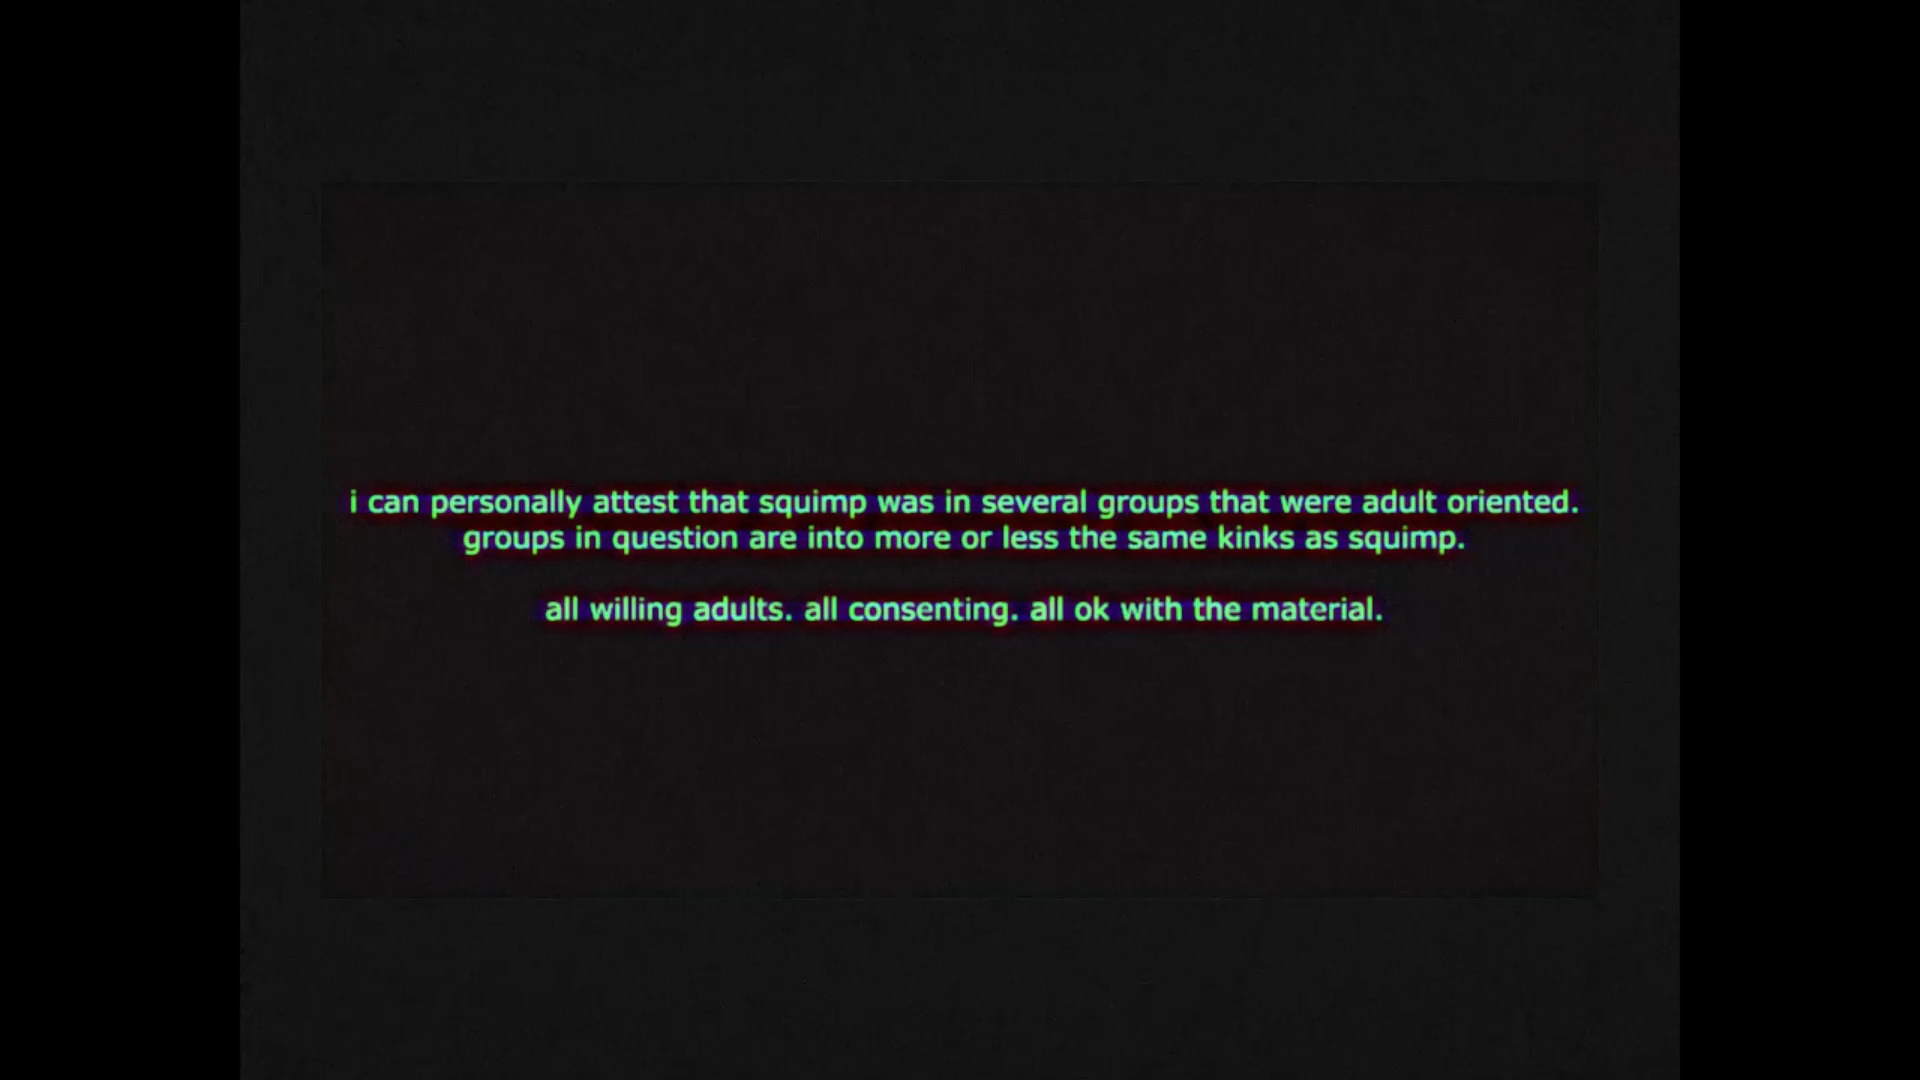 i can personally attest that squimp was in several groups that were adult oriented.
groups in question are into more or less the same kinks as squimp.
all willing adults. all consenting. all ok with the material.